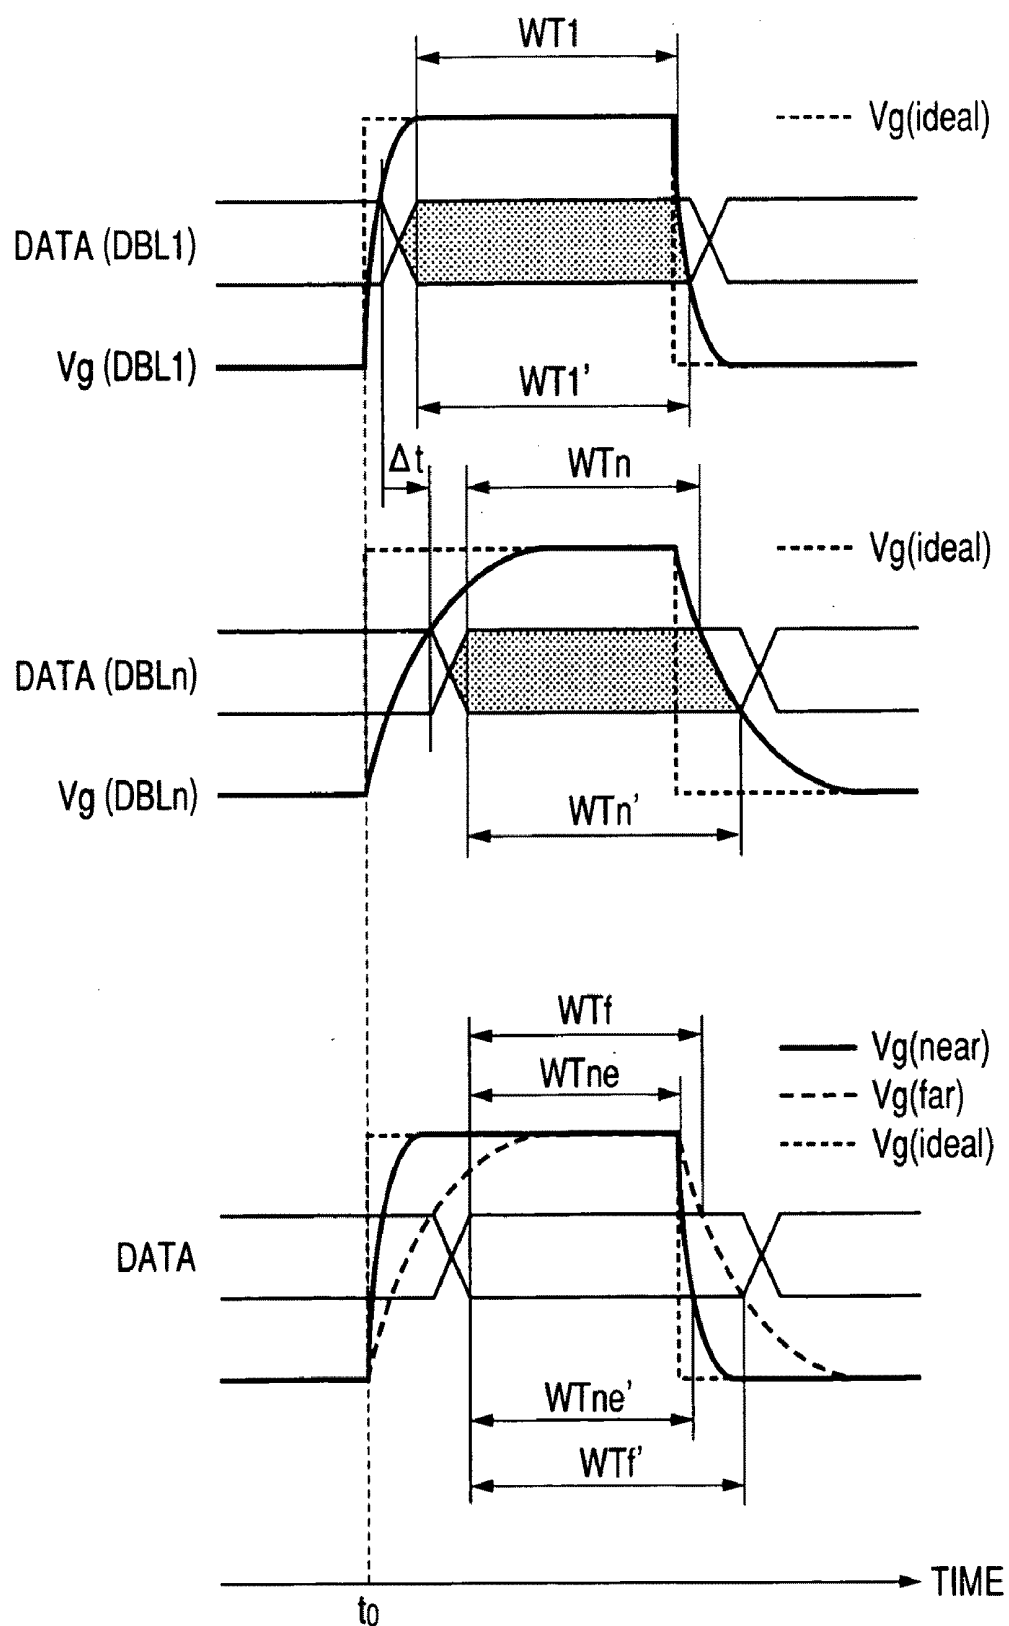 WT1
Vg(ideal)
DATA (DBL1)
Vg (DBL1)
WT1’
Δt
WTn
Vg(ideal)
DATA (DBLn)
Vg (DBLn)
WTn’
WTf
Vg(near)
WTne
Vg(far)
Vg(ideal)
DATA
WTne’
WTf’
TIME
t0